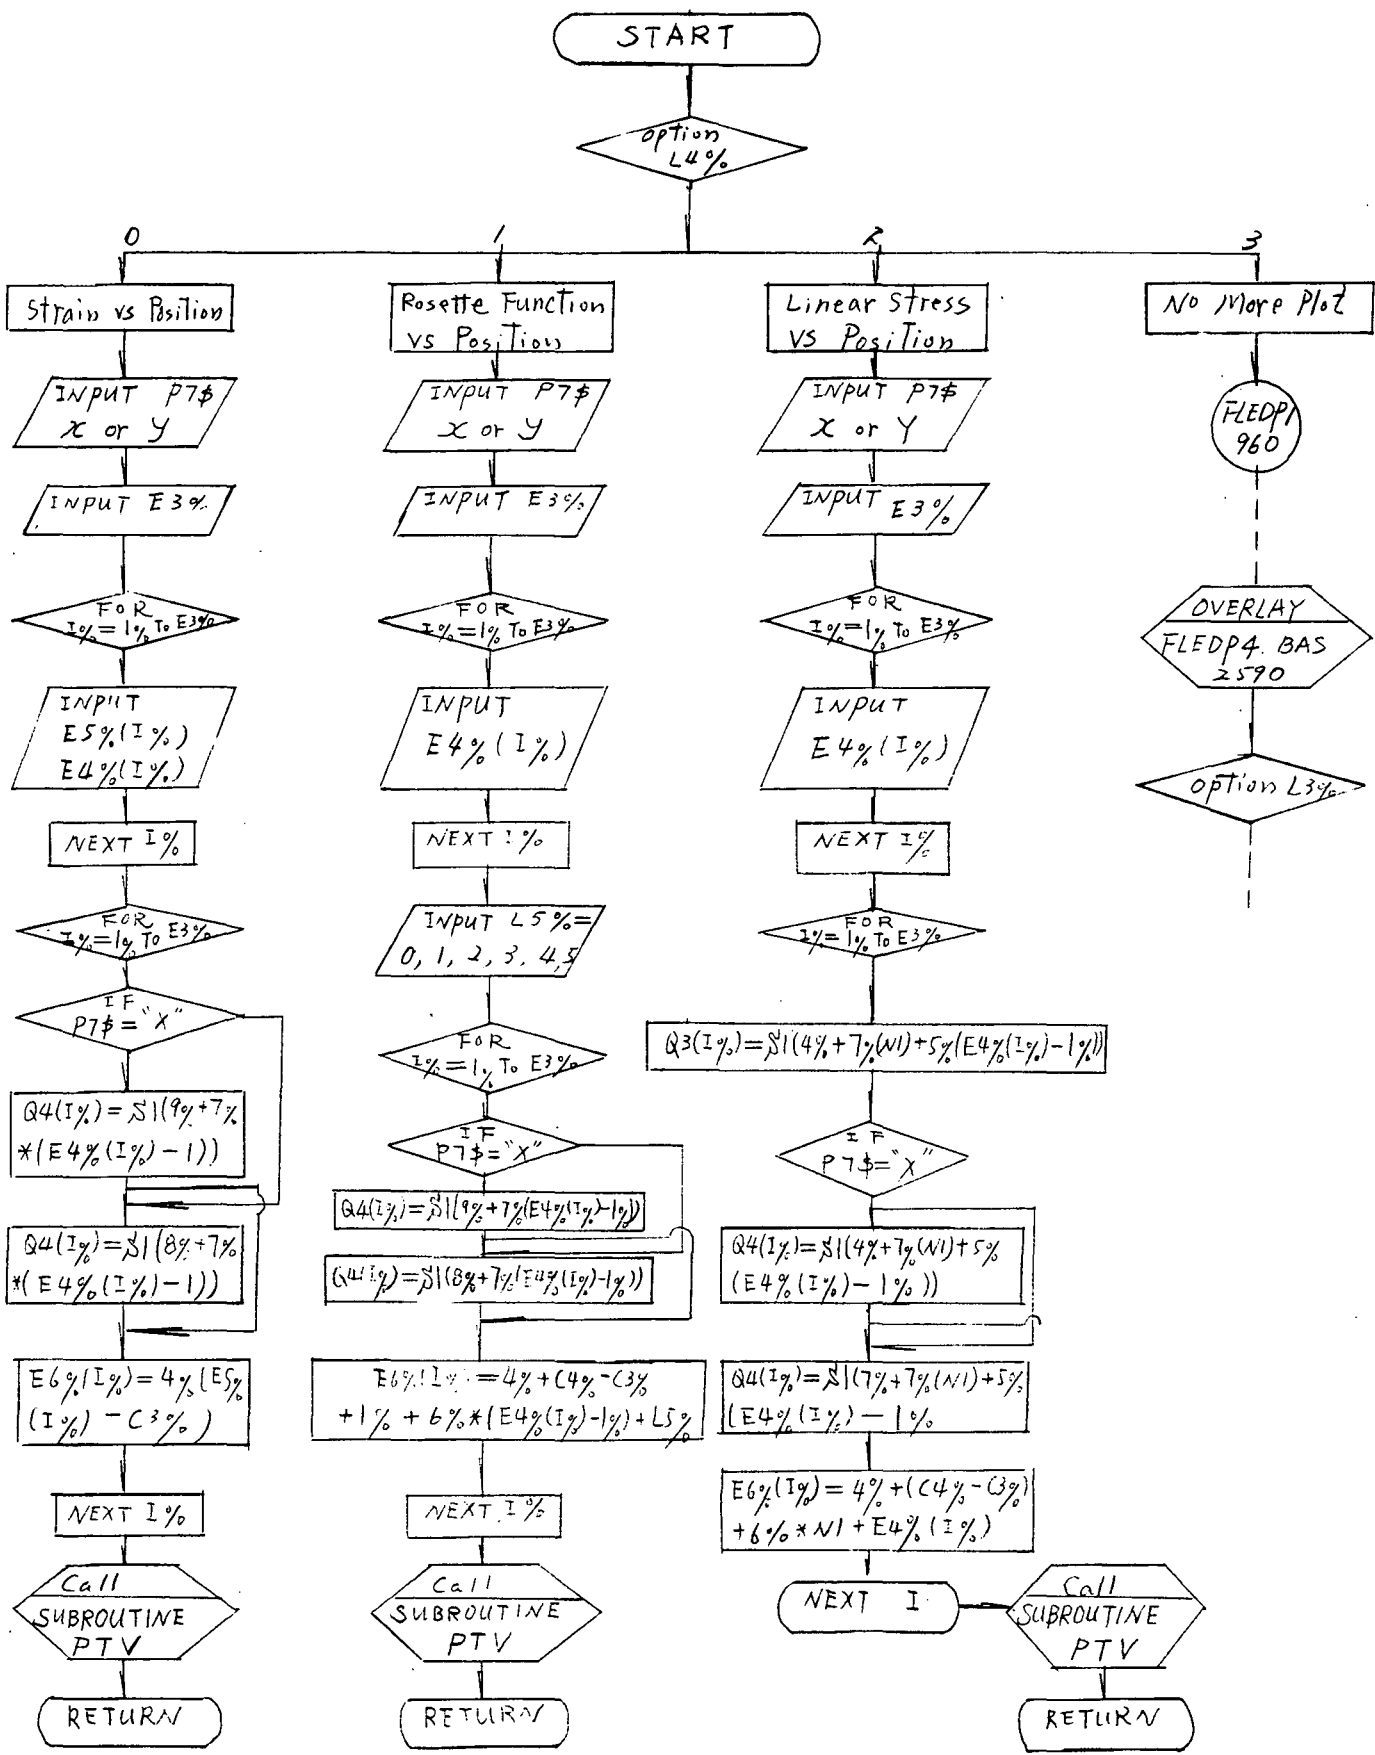 START
option
L4%
0
1
2
3
Strain vs Position
INPUT P7$
x or y
INPUT E3%
FOR
I%=1% To E3%
INPUT
E5%(I%)
E4%(I%)
NEXT I%
FOR
I%=1% To E3%
IF
P7$="X"
Q4(I%)=S1(9%+7%
*(E4%(I%)-1))
Q4(I%)=S1(8%+7%
*(E4%(I%)-1))
E6%(I%)=4%(E5%
(I%)-C3%)
NEXT I%
Call
SUBROUTINE
PTV
RETURN
Rosette Function
vs Position
INPUT P7$
x or y
INPUT E3%
FOR
I%=1% To E3%
INPUT
E4%(I%)
NEXT I%
INPUT L5%=
0, 1, 2, 3, 4,5
FOR
I%=1% To E3%
IF
P7$="X"
Q4(I%)=S1(9%+7%(E4%(I%)-1%))
Q4(I%)=S1(8%+7%(E4%(I%)-1%))
E6%(I%=4%+(4%-(3%
+1%+6%*(E4%(I%)-1%)+L5%
NEXT I%
Call
SUBROUTINE
PTV
RETURN
Linear Stress
VS Position
INPUT P7$
x or Y
INPUT E3%
FOR
I%=1% To E3%
INPUT
E4%(I%)
NEXT I%
FOR
I%=1% To E3%
Q3(I%)=S1(4%+7%(N1)+5%(E4%(I%)-1%))
IF
P7$="X"
Q4(I%)=S1(4%+7%(N1)+5%
(E4%(I%)-1%))
Q4(I%)=S1(7%+7%(N1)+5%
(E4%(I%)-1%
E6%(I%)=4%+(C4%-C3%)
+6%*N1+E4%(I%)
NEXT I
Call
SUBROUTINE
PTV
RETURN
No More Plot
FLEDP1
960
OVERLAY
FLEDP4.BAS
2590
option L3%